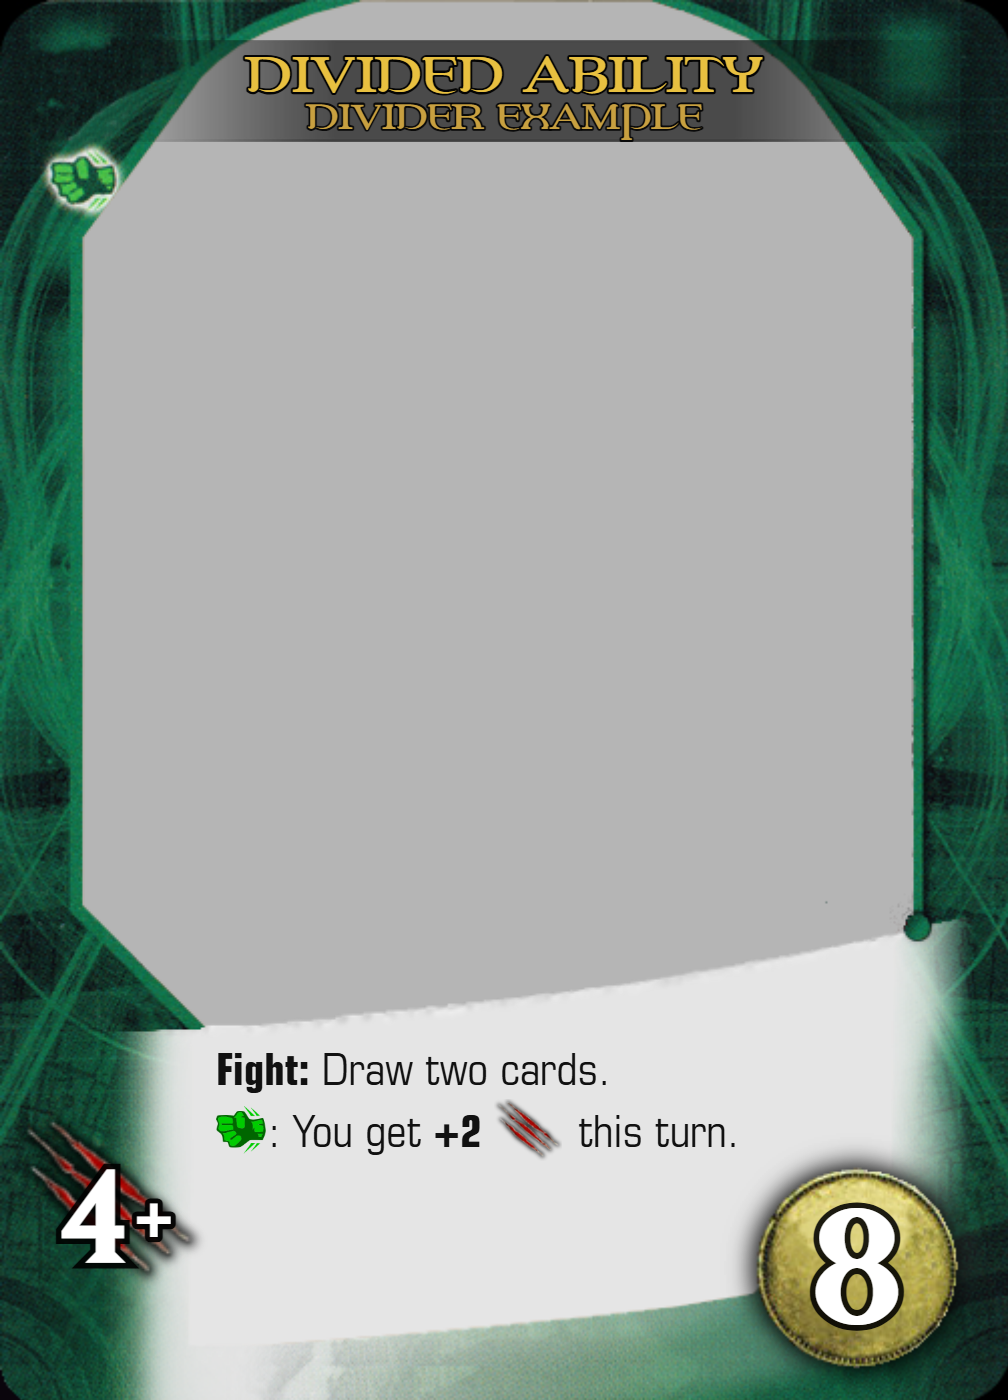 DIVIDED ABILITY
DIVIDER EXAMPLE
Fight: Draw two cards.
: You get +2 this turn.
4+
8